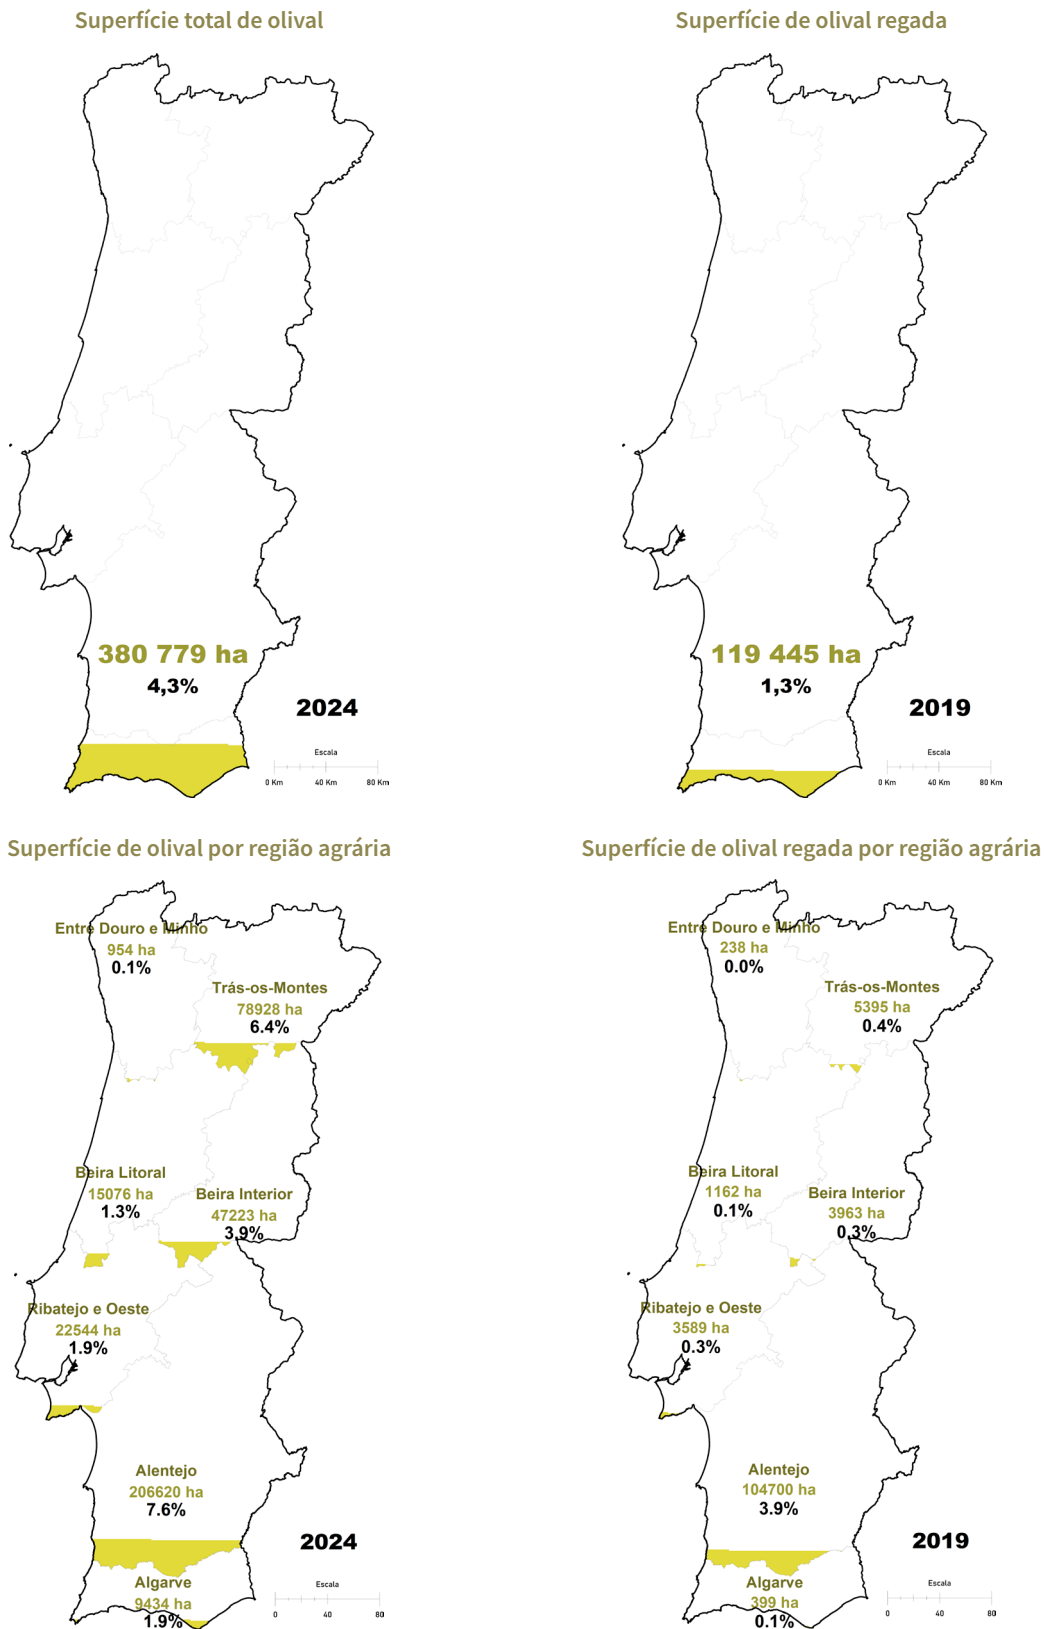 Superfície total de olival
380 779 ha
4,3%
2024
Escala
0 Km 40 Km 80 Km
Superfície de olival regada
119 445 ha
1,3%
2019
Escala
0 Km 40 Km 80 Km
Superfície de olival por região agrária
Entre Douro e Minho
954 ha
0.1%
Trás-os-Montes
78928 ha
6.4%
Beira Litoral
15076 ha
1.3%
Beira Interior
47223 ha
3.9%
Ribatejo e Oeste
22544 ha
1.9%
Alentejo
206620 ha
7.6%
2024
Algarve
9434 ha
1.9%
Escala
0 40 80
Superfície de olival regada por região agrária
Entre Douro e Minho
238 ha
0.0%
Trás-os-Montes
5395 ha
0.4%
Beira Litoral
1162 ha
0.1%
Beira Interior
3963 ha
0.3%
Ribatejo e Oeste
3589 ha
0.3%
Alentejo
104700 ha
3.9%
2019
Algarve
399 ha
0.1%
Escala
0 40 80